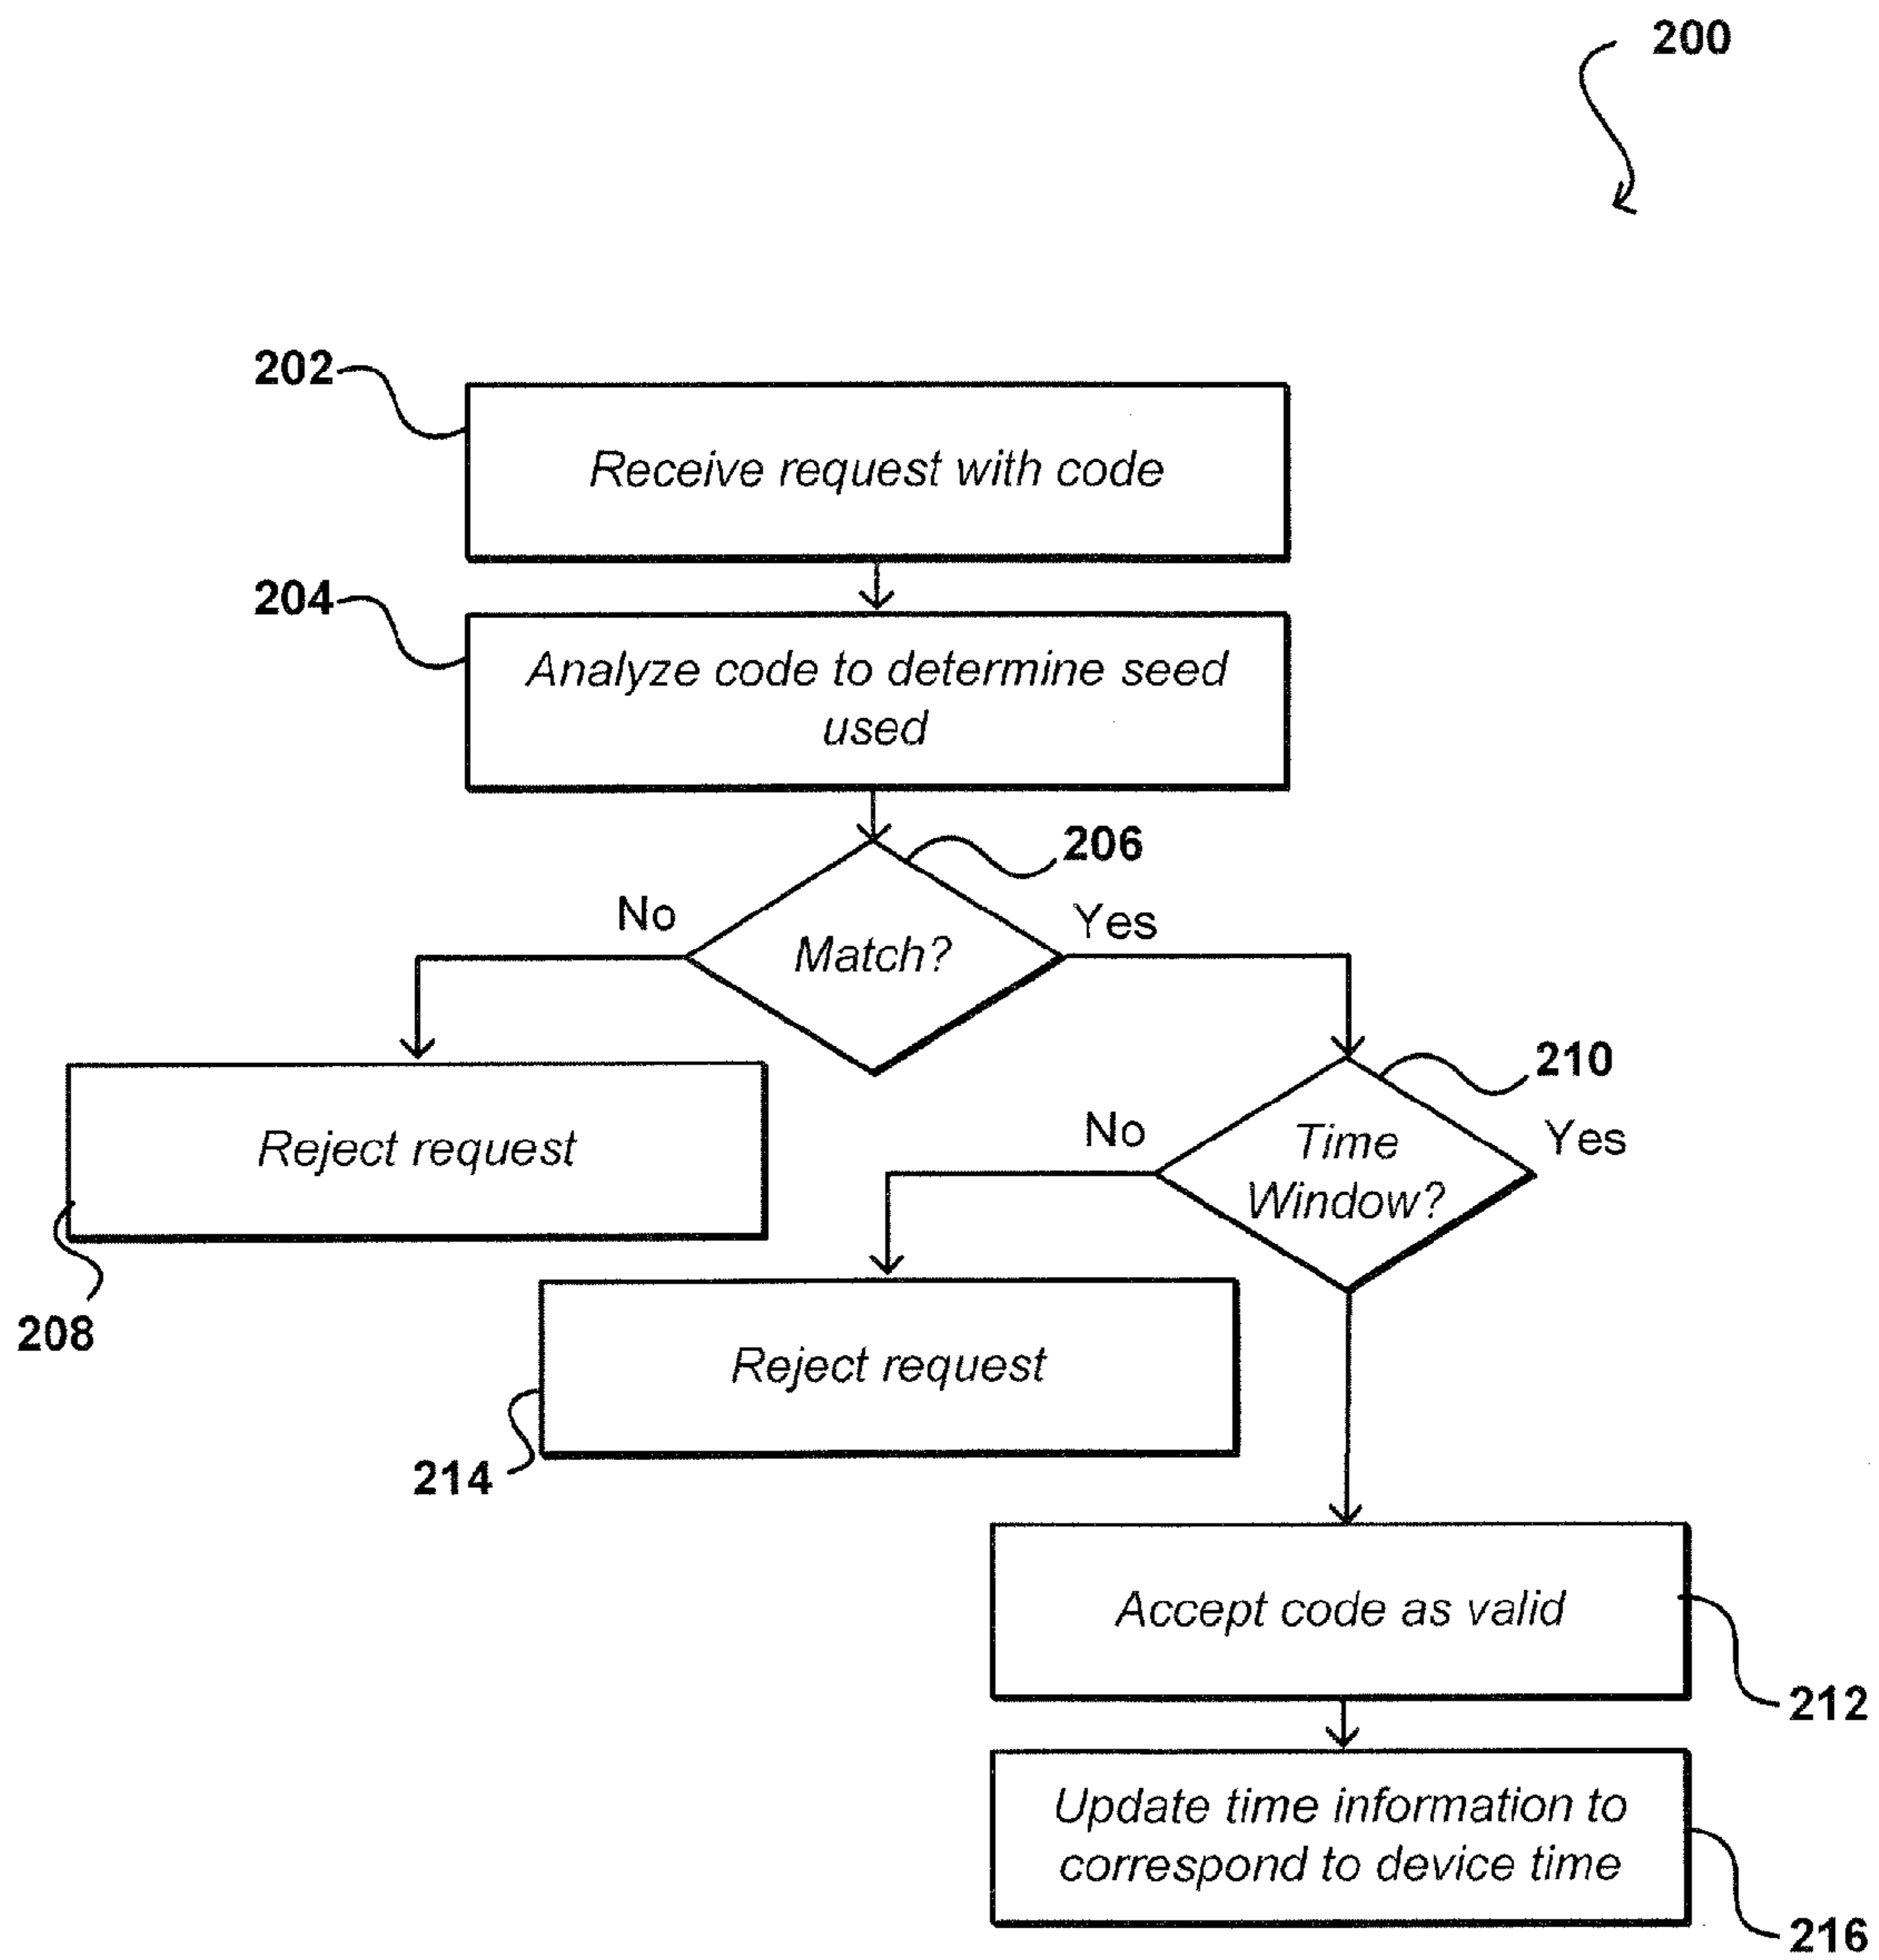 200
202
Receive request with code
204
Analyze code to determine seed
used
206
No
Yes
Match?
210
No
Yes
Time
Window?
Reject request
208
Reject request
214
Accept code as valid
212
Update time information to
correspond to device time
216